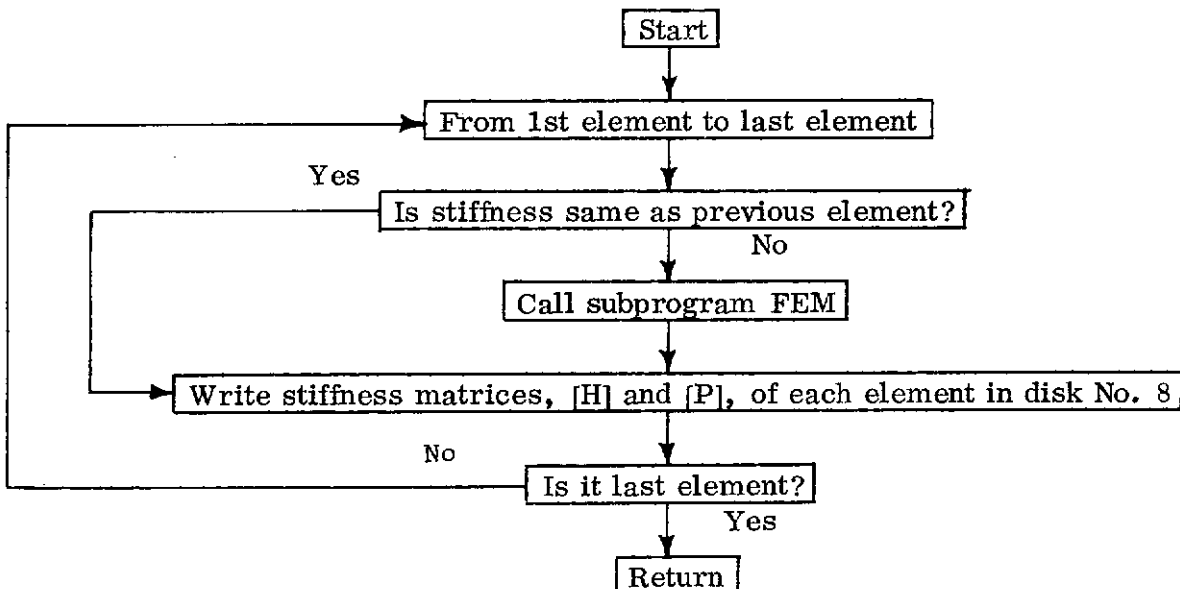 Start
From 1st element to last element
Yes
Is stiffness same as previous element?
No
Call subprogram FEM
Write stiffness matrices, [H] and [P], of each element in disk No. 8
No
Is it last element?
Yes
Return